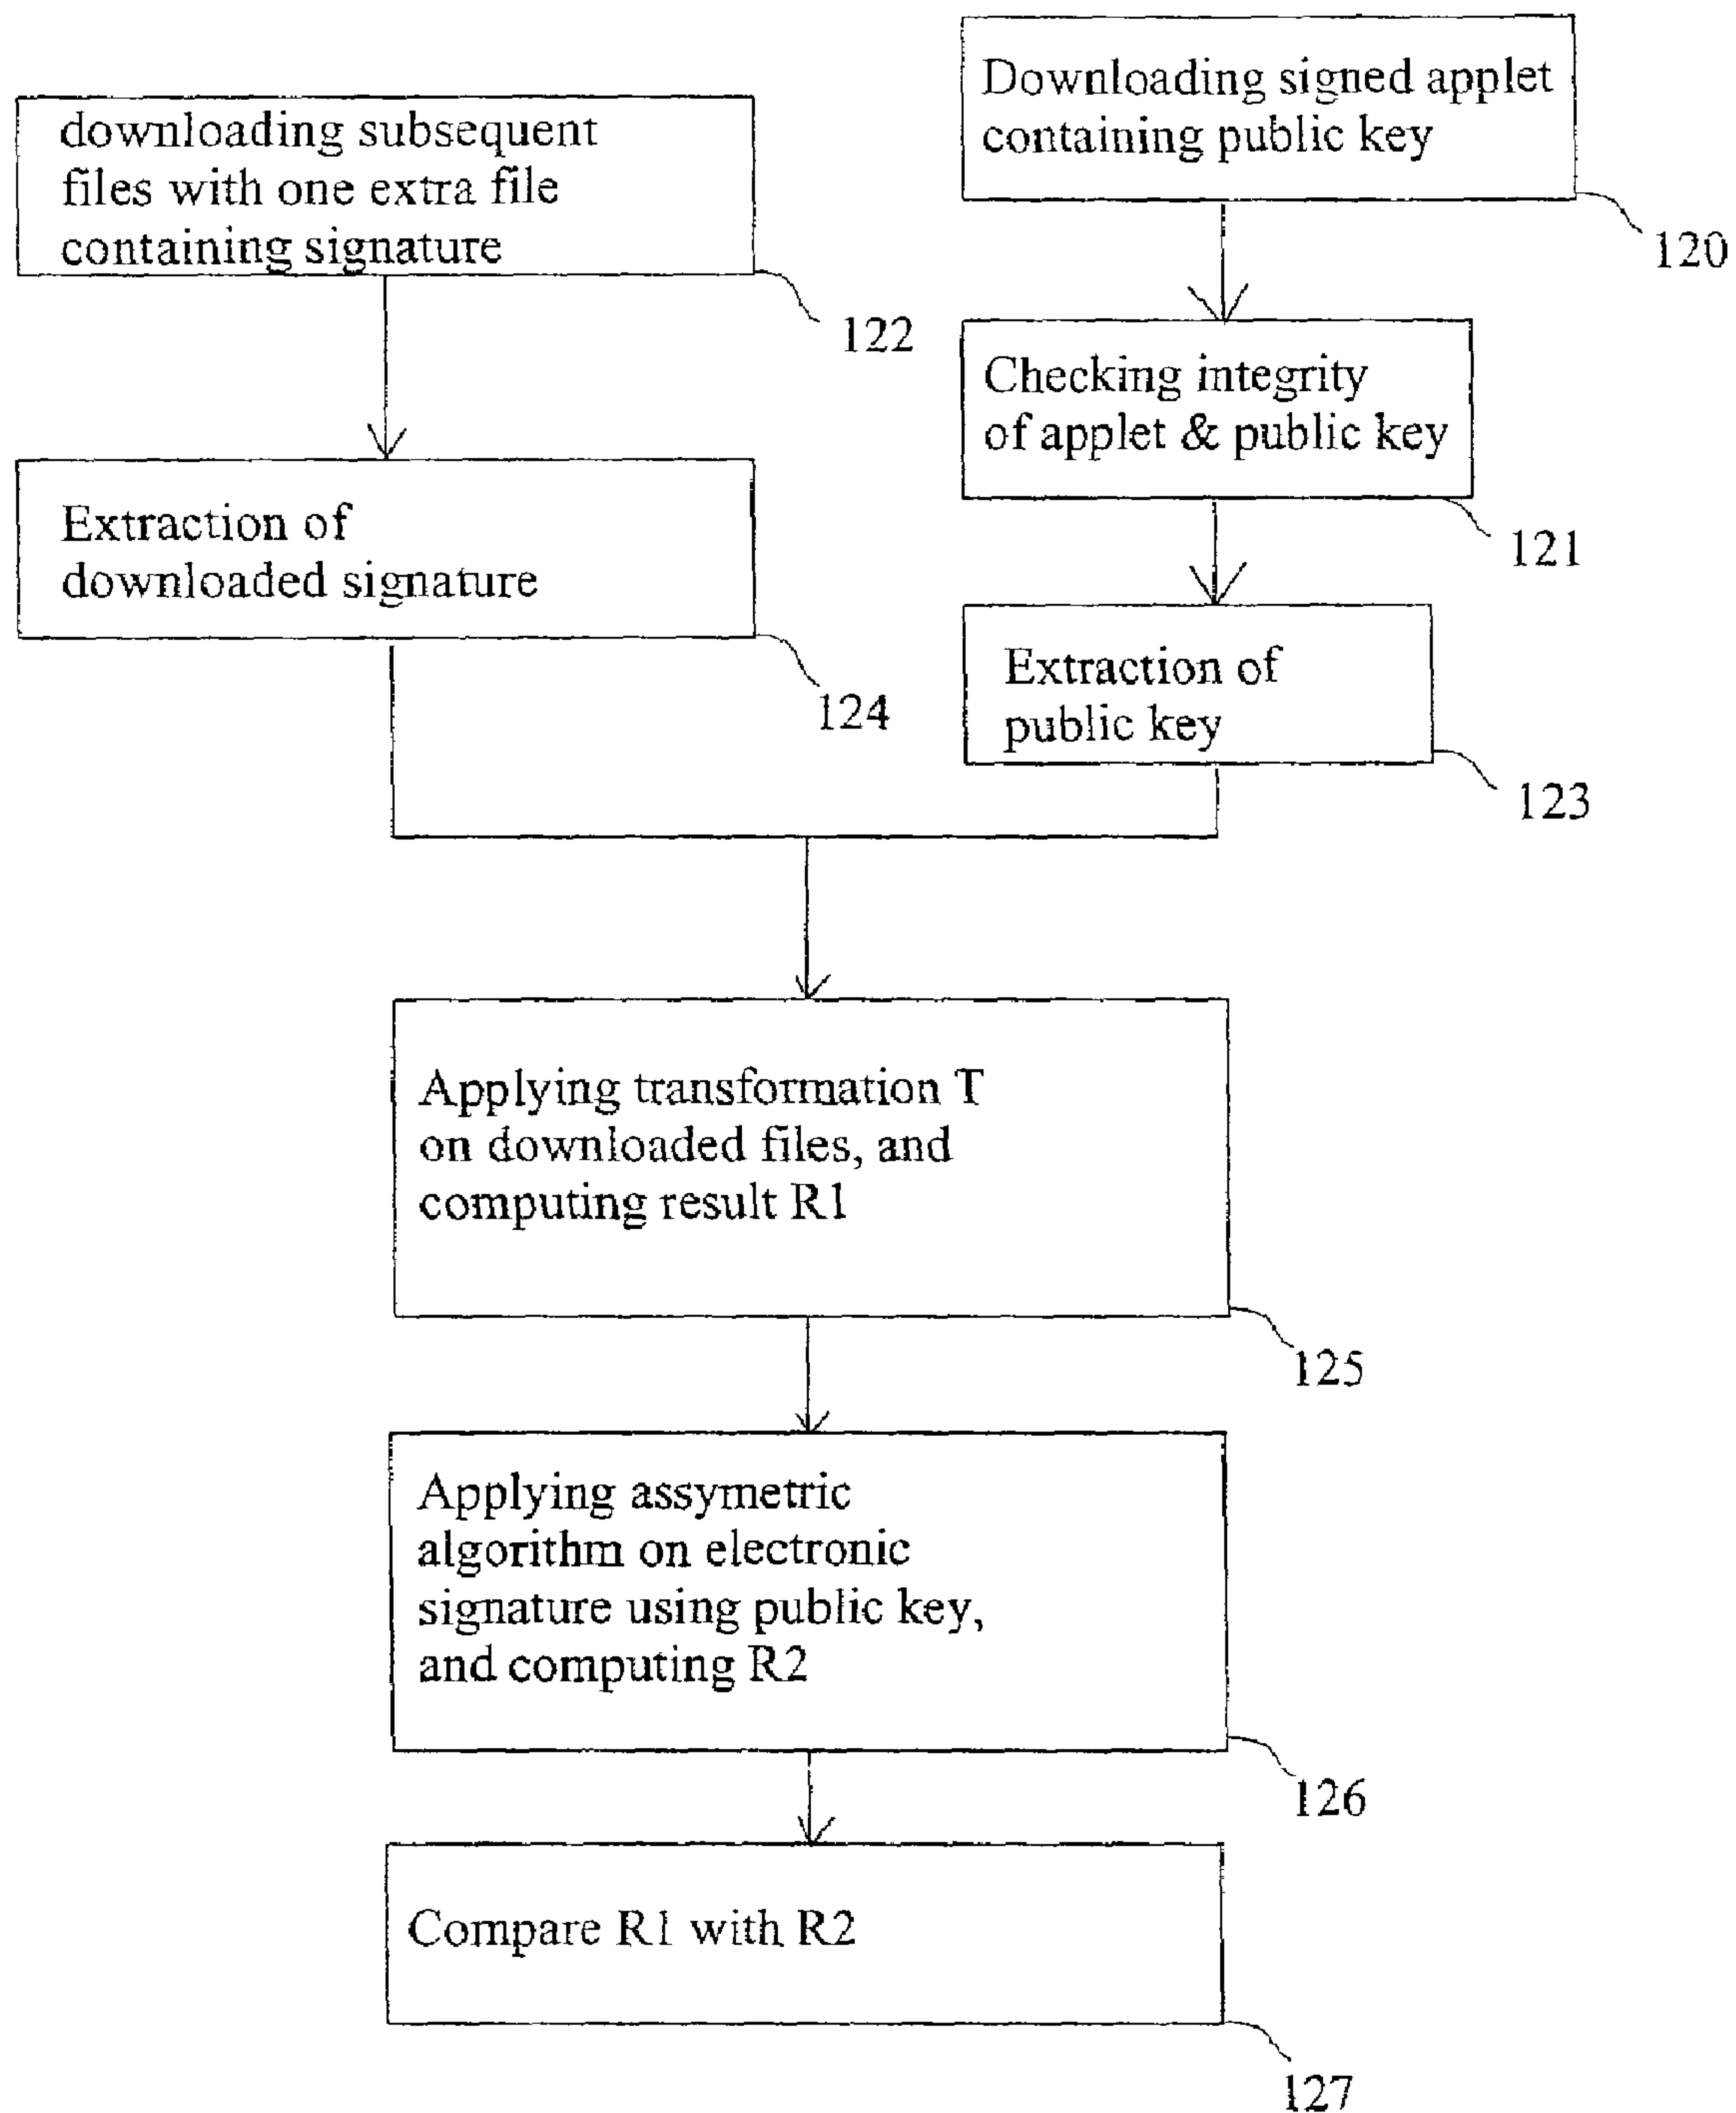 Downloading signed applet
containing public key
120
downloading subsequent
files with one extra file
containing signature
122
Checking integrity
of applet & public key
121
Extraction of
downloaded signature
124
Extraction of
public key
123
Applying transformation T
on downloaded files, and
computing result R1
125
Applying assymetric
algorithm on electronic
signature using public key,
and computing R2
126
Compare R1 with R2
127